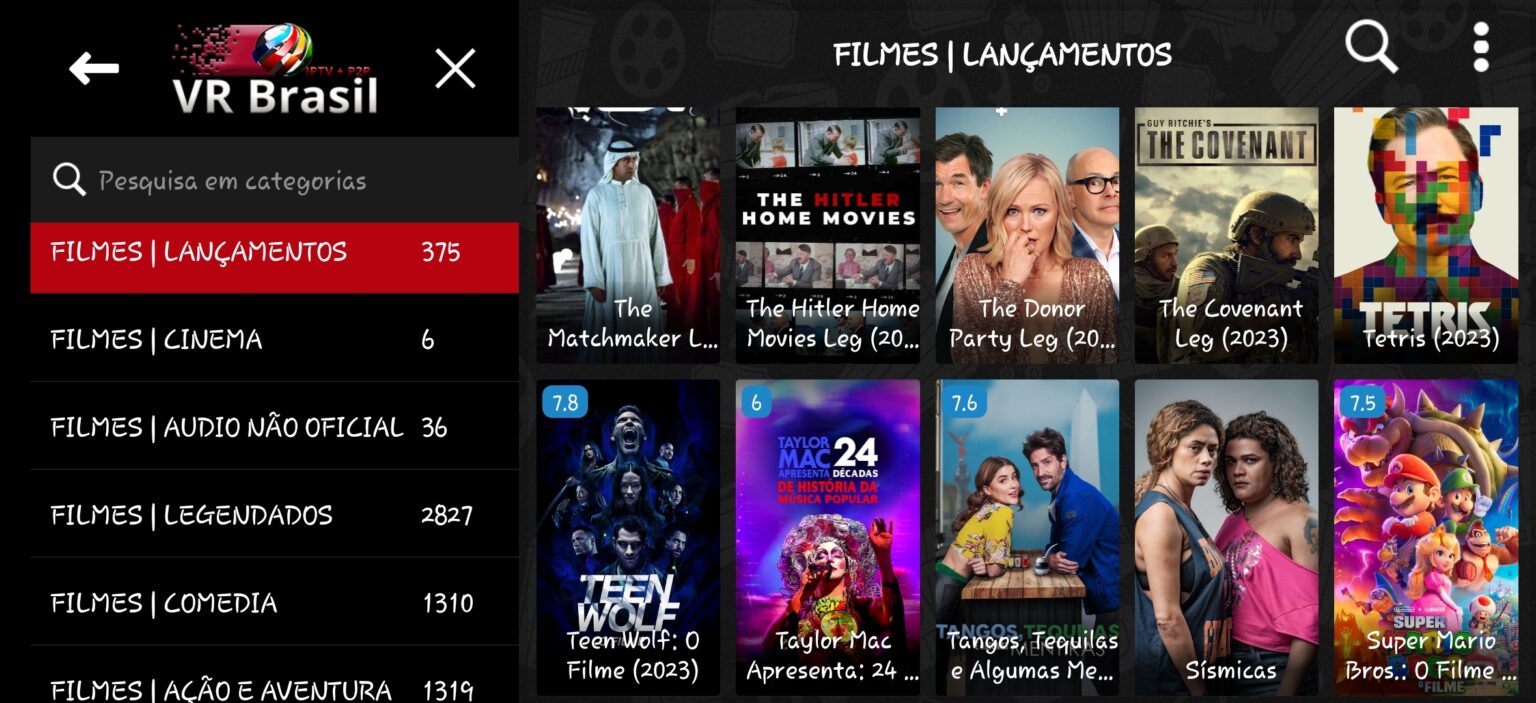 IPTV + P2P
VR Brasil
Pesquisa em categorias
FILMES | LANÇAMENTOS 375
FILMES | CINEMA 6
FILMES | AUDIO NÃO OFICIAL 36
FILMES | LEGENDADOS 2827
FILMES | COMEDIA 1310
FILMES | AÇÃO E AVENTURA 1319
FILMES | LANÇAMENTOS
The
Matchmaker L...
THE HITLER
HOME MOVIES
The Hitler Home
Movies Leg (20...
The Donor
Party Leg (20...
GUY RITCHIE'S
THE COVENANT
The Covenant
Leg (2023)
TETRIS
Tetris (2023)
7.8
TEEN
WOLF
Teen Wolf: O
Filme (2023)
6
TAYLOR
MAC 24
APRESENTA DÉCADAS
DE HISTÓRIA DA
MÚSICA POPULAR
Taylor Mac
Apresenta: 24 ...
7.6
TANGOS, TEQUILAS
MENTIRAS
Tangos, Tequilas
e Algumas Me...
Sísmicas
7.5
SUPER
Super Mario
Bros.: O Filme ...
O FILME